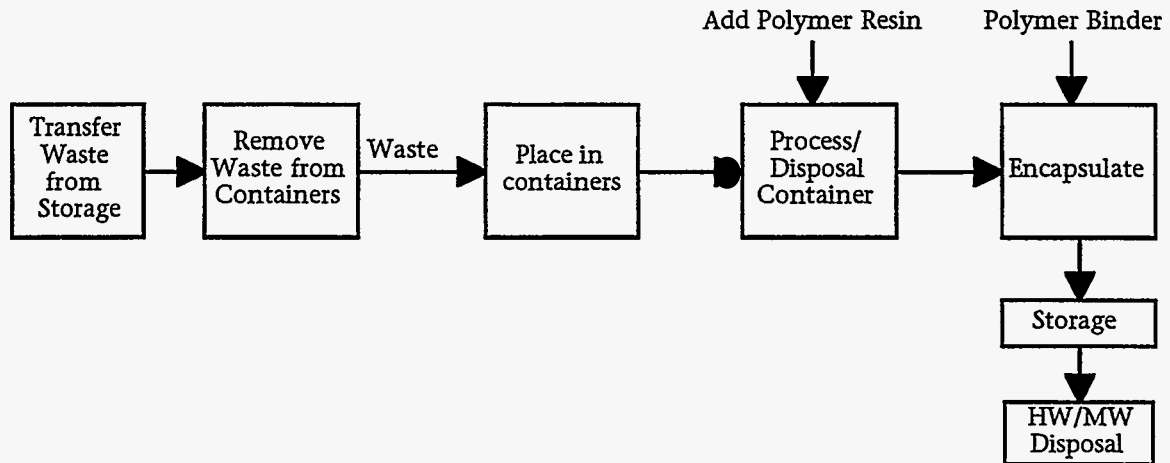 Add Polymer Resin
Polymer Binder
Transfer
Waste
from
Storage
Remove
Waste from
Containers
Waste
Place in
containers
Process/
Disposal
Container
Encapsulate
Storage
HW/MW
Disposal